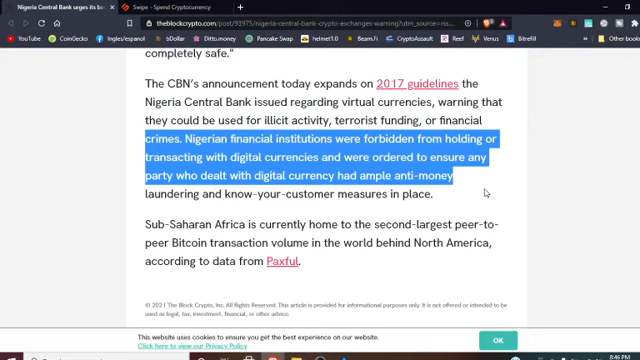 Nigeria Central Bank urges its ba
Swipe - Spend Cryptocurrency
theblockcrypto.com/post/93975/nigeria-central-bank-crypto-exchanges-warning?utm_source=rss...
YouTube
CoinGecko
Ingles/espanol
Donation
Pancake Swap
helmet1.0
Beefy
CryptoAssault
Crust
Venus
Bitrefill
Other b
Beam.fi
completely safe."
The CBN's announcement today expands on 2017 guidelines the
Nigeria Central Bank issued regarding virtual currencies, warning that
they could be used for illicit activity, terrorist funding, or financial
crimes. Nigerian financial institutions were forbidden from holding or
transacting with digital currencies and were ordered to ensure any
party who dealt with digital currency had ample anti-money
laundering and know-your-customer measures in place.
Sub-Saharan Africa is currently home to the second largest peer-to-
peer Bitcoin transaction volume in the world behind North America,
according to data from Paxful.
© 2021 The Block Crypto, Inc. All Rights Reserved. This article is provided for informational purposes only. It is not offered or intended to be
used as legal, tax, investment, financial, or other advice.
This website uses cookies to ensure you get the best experience on our website.
Click here to view our Privacy Policy
OK
8:46 PM